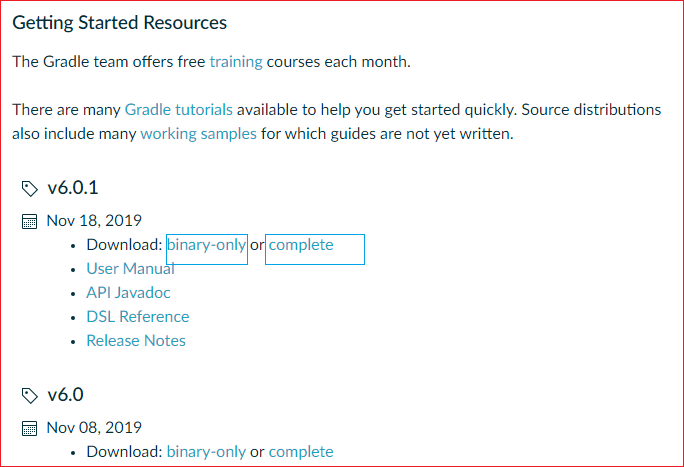 Getting Started Resources
The Gradle team offers free training courses each month.
There are many Gradle tutorials available to help you get started quickly. Source distributions
also include many working samples for which guides are not yet written.
v6.0.1
Nov 18, 2019
• Download: binary-only or complete
• User Manual
• API Javadoc
• DSL Reference
• Release Notes
v6.0
Nov 08, 2019
• Download: binary-only or complete